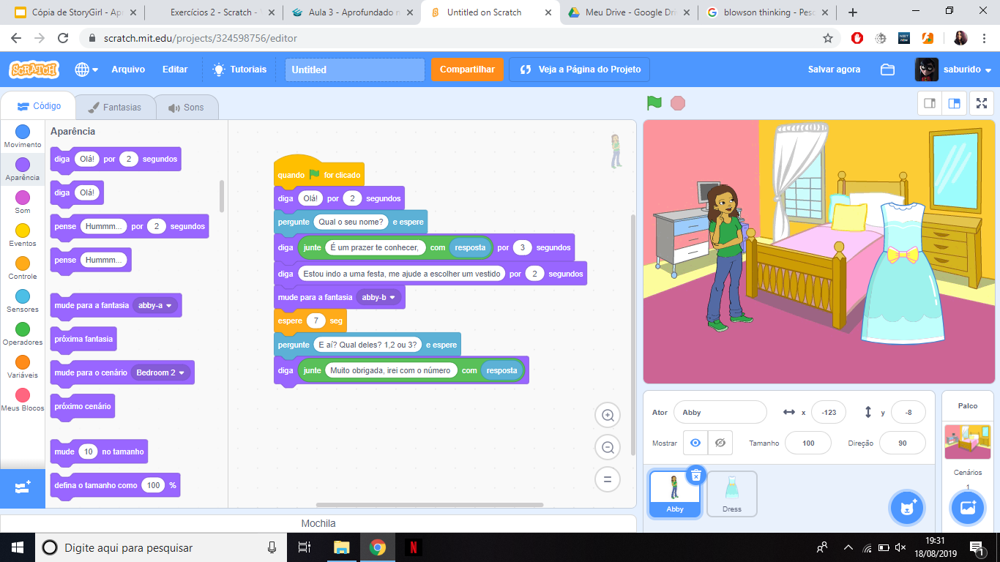 Cópia de StoryGirl - Apr
Exercícios 2 - Scratch -
Aula 3 - Aprofundado n
Untitled on Scratch
Meu Drive - Google Dri
blowson thinking - Pesc
scratch.mit.edu/projects/324598756/editor
SCRATCH
Arquivo
Editar
Tutoriais
Untitled
Compartilhar
Veja a Página do Projeto
Salvar agora
saburido
Código
Fantasias
Sons
Movimento
Aparência
Som
Eventos
Controle
Sensores
Operadores
Variáveis
Meus Blocos
Aparência
diga Olá! por 2 segundos
diga Olá!
pense Hummm... por 2 segundos
pense Hummm...
mude para a fantasia abby-a
próxima fantasia
mude para o cenário Bedroom 2
próximo cenário
mude 10 no tamanho
defina o tamanho como 100 %
quando for clicado
diga Olá! por 2 segundos
pergunte Qual o seu nome? e espere
diga junte É um prazer te conhecer, com resposta por 3 segundos
diga Estou indo a uma festa, me ajude a escolher um vestido por 2 segundos
mude para a fantasia abby-b
espere 7 seg
pergunte E aí? Qual deles? 1,2 ou 3? e espere
diga junte Muito obrigada, irei com o número com resposta
Ator Abby x -123 y -8
Mostrar Tamanho 100 Direção 90
Abby
Dress
Palco
Cenários
1
Mochila
Digite aqui para pesquisar
19:31
18/08/2019
1